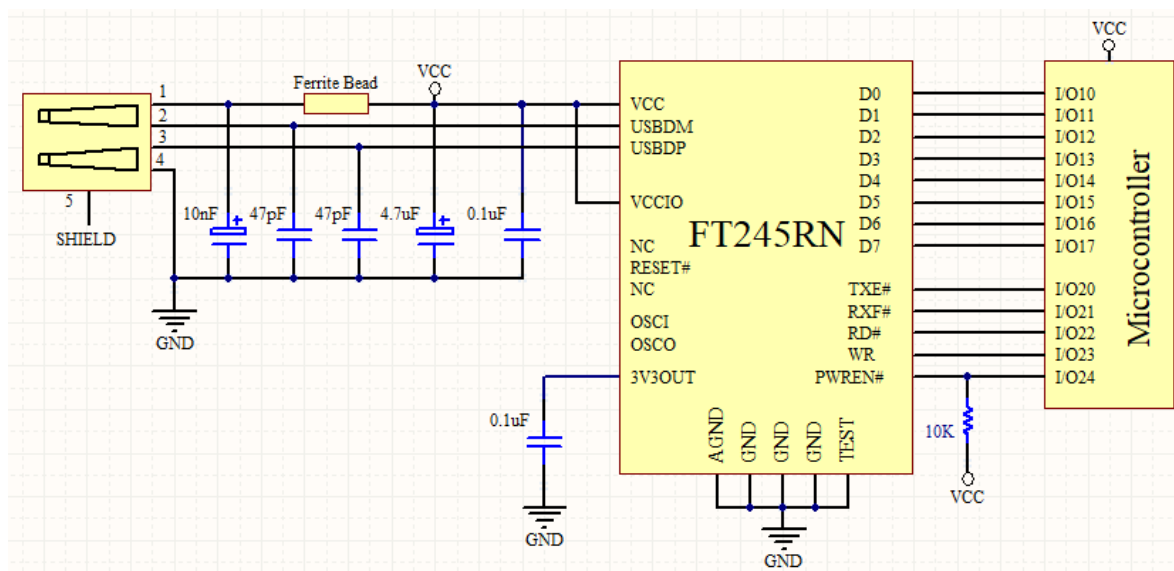 VCC
VCC
Ferrite Bead
1
2
3
4
5
SHIELD
10nF
+
47pF
47pF
4.7uF
+
0.1uF
GND
VCC
USBDM
USBDP
VCCIO
NC
RESET#
NC
OSCI
OSCO
3V3OUT
FT245RN
D0
D1
D2
D3
D4
D5
D6
D7
TXE#
RXF#
RD#
WR
PWREN#
AGND
GND
GND
GND
TEST
GND
0.1uF
GND
I/O10
I/O11
I/O12
I/O13
I/O14
I/O15
I/O16
I/O17
I/O20
I/O21
I/O22
I/O23
I/O24
Microcontroller
10K
VCC